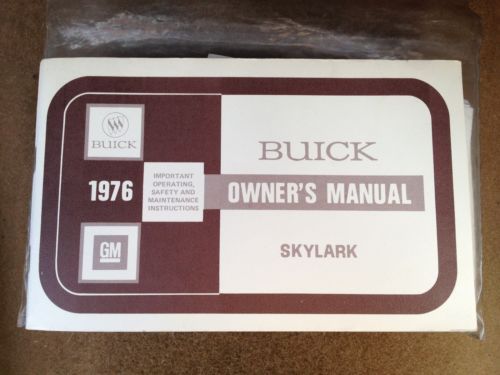 BUICK
1976
IMPORTANT
OPERATING,
SAFETY AND
MAINTENANCE
INSTRUCTIONS
GM
BUICK
OWNER'S MANUAL
SKYLARK